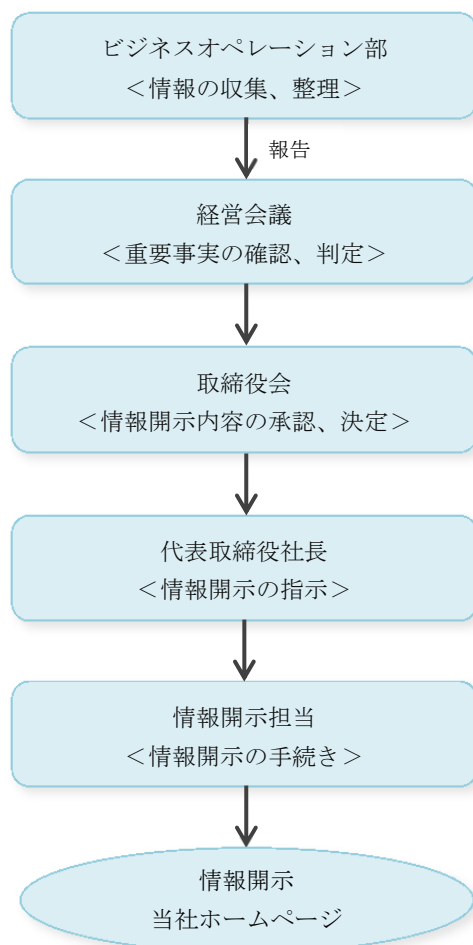 ビジネスオペレーション部
＜情報の収集、整理＞
報告
経営会議
＜重要事実の確認、判定＞
取締役会
＜情報開示内容の承認、決定＞
代表取締役社長
＜情報開示の指示＞
情報開示担当
＜情報開示の手続き＞
情報開示
当社ホームページ